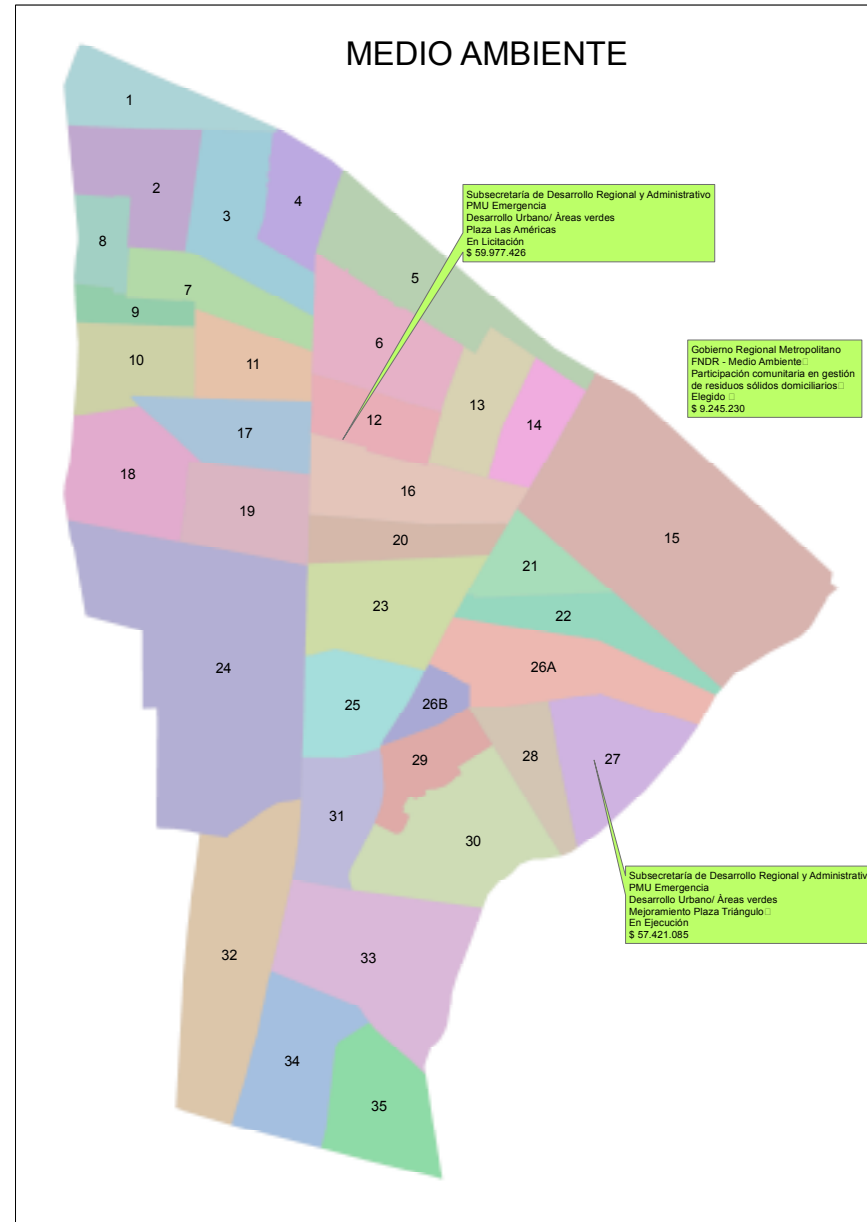 MEDIO AMBIENTE
1
2
3
4
Subsecretaría de Desarrollo Regional y Administrativo
PMU Emergencia
Desarrollo Urbano/ Áreas verdes
Plaza Las Américas
En Licitación
$ 59.977.426
8
5
7
9
6
Gobierno Regional Metropolitano
FNDR - Medio Ambiente
Participación comunitaria en gestión
de residuos sólidos domiciliarios
Elegido
$ 9.245.230
10
11
13
12
14
17
18
16
19
20
15
21
23
22
24
26A
25
26B
29
28
27
31
30
Subsecretaría de Desarrollo Regional y Administrativ
PMU Emergencia
Desarrollo Urbano/ Áreas verdes
Mejoramiento Plaza Triángulo
En Ejecución
$ 57.421.085
32
33
34
35